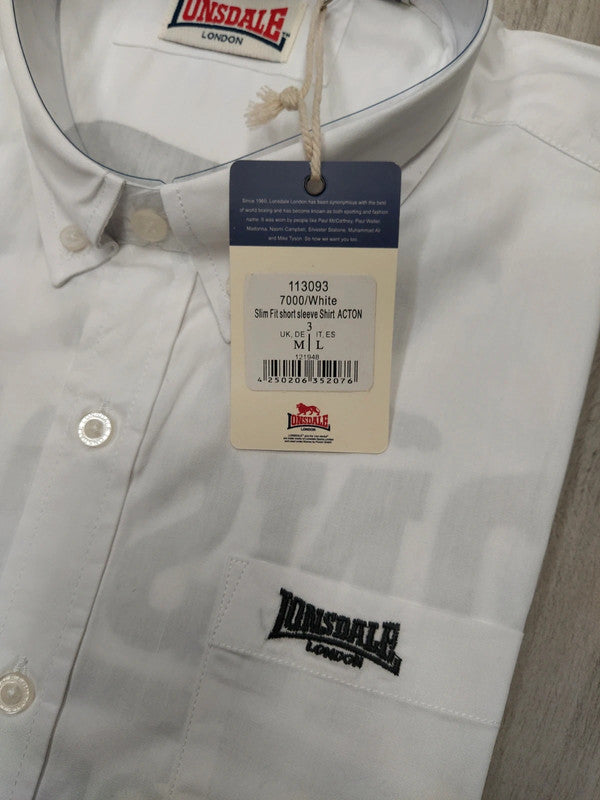 LONSDALE
LONDON
Since 1960, Lonsdale London has been synonymous with the best
of world boxing and has become known as both sporting and fashion
name. It was worn by people like Paul McCartney, Paul Weller,
Madonna, Naomi Campbell, Silvester Stalone, Muhammad Ali
and Mike Tyson. So now we want you too.
113093
7000/White
Slim Fit short sleeve Shirt ACTON
3
UK, DE IT, ES
M L
121948
4 250206 352076
LONSDALE
LONDON
LONSDALE
LONDON